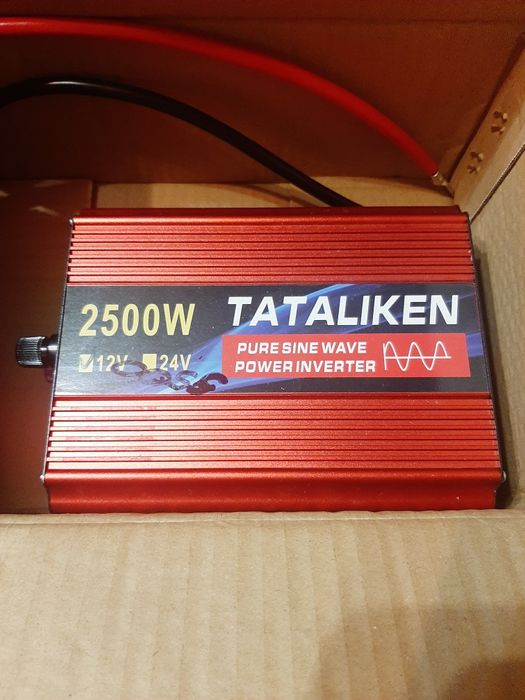 2500W
TATALIKEN
PURE SINE WAVE
POWER INVERTER
12V 24V